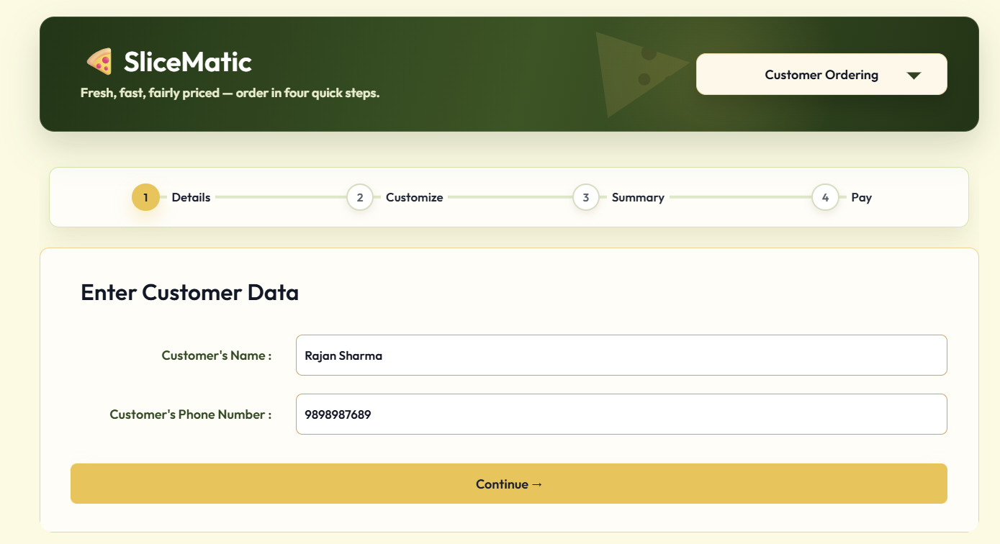 SliceMatic
Fresh, fast, fairly priced — order in four quick steps.
Customer Ordering
1 Details 2 Customize 3 Summary 4 Pay
Enter Customer Data
Customer's Name : Rajan Sharma
Customer's Phone Number : 9898987689
Continue →